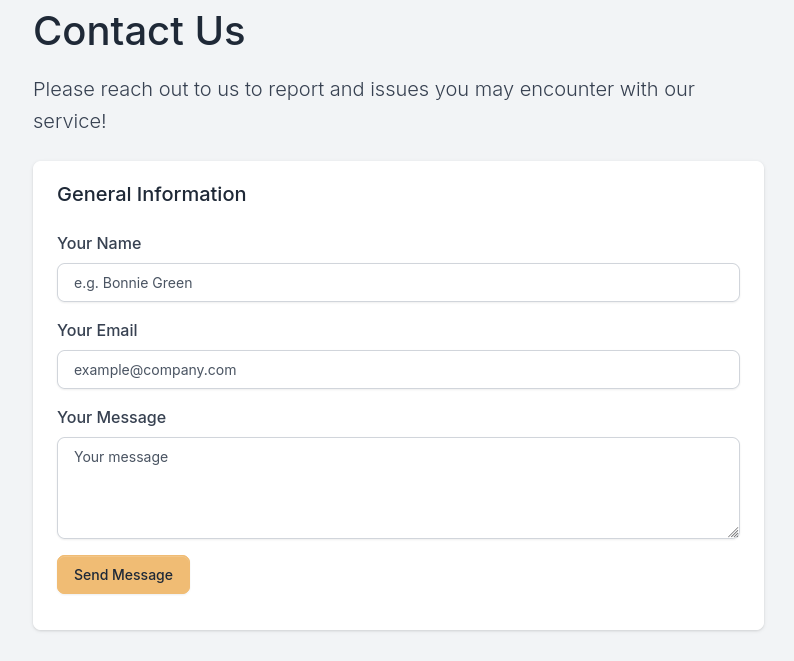 Contact Us
Please reach out to us to report and issues you may encounter with our
service!
General Information
Your Name
e.g. Bonnie Green
Your Email
example@company.com
Your Message
Your message
Send Message